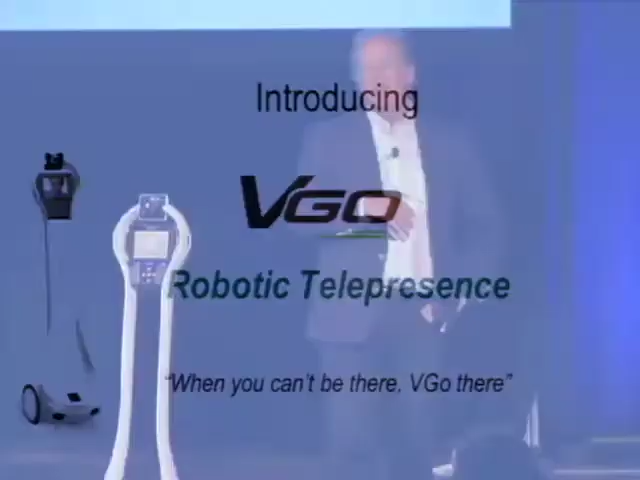 Introducing
VGO
Robotic Telepresence
"When you can't be there, VGo there"